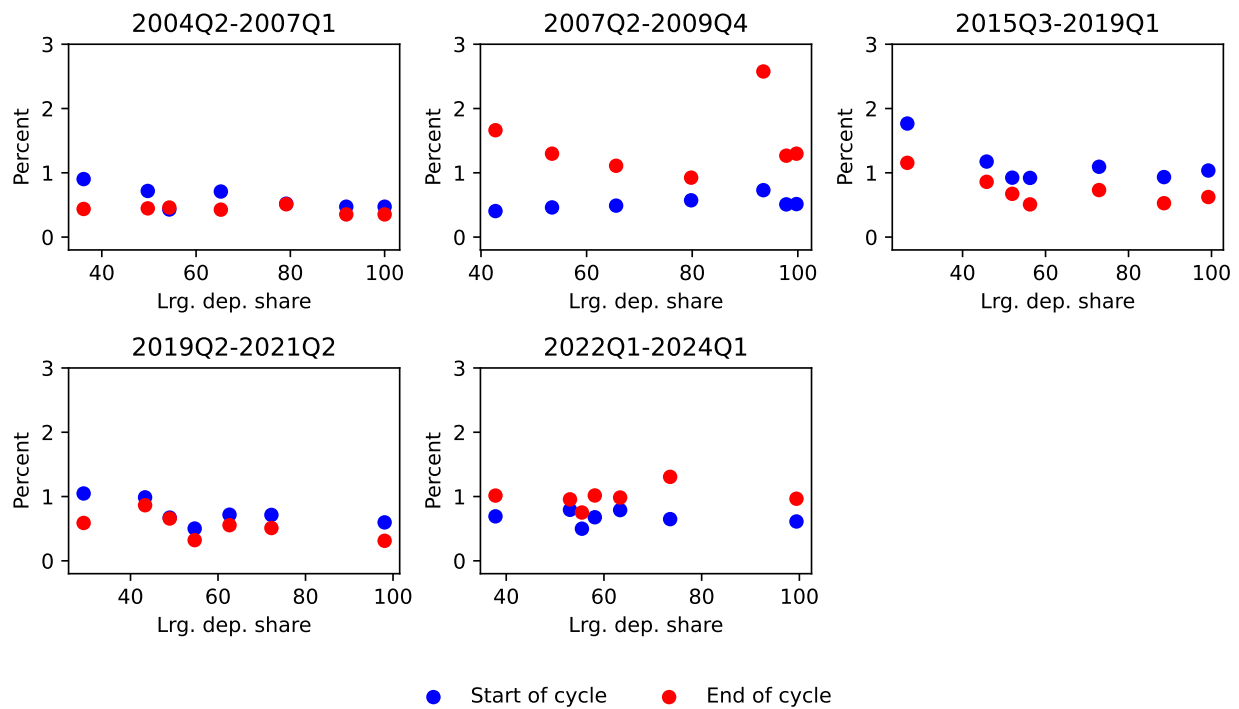 2004Q2-2007Q1
2007Q2-2009Q4
2015Q3-2019Q1
Percent
3
2
1
0
40 60 80 100
Lrg. dep. share
Percent
3
2
1
0
40 60 80 100
Lrg. dep. share
Percent
3
2
1
0
40 60 80 100
Lrg. dep. share
2019Q2-2021Q2
2022Q1-2024Q1
Percent
3
2
1
0
40 60 80 100
Lrg. dep. share
Percent
3
2
1
0
40 60 80 100
Lrg. dep. share
Start of cycle
End of cycle